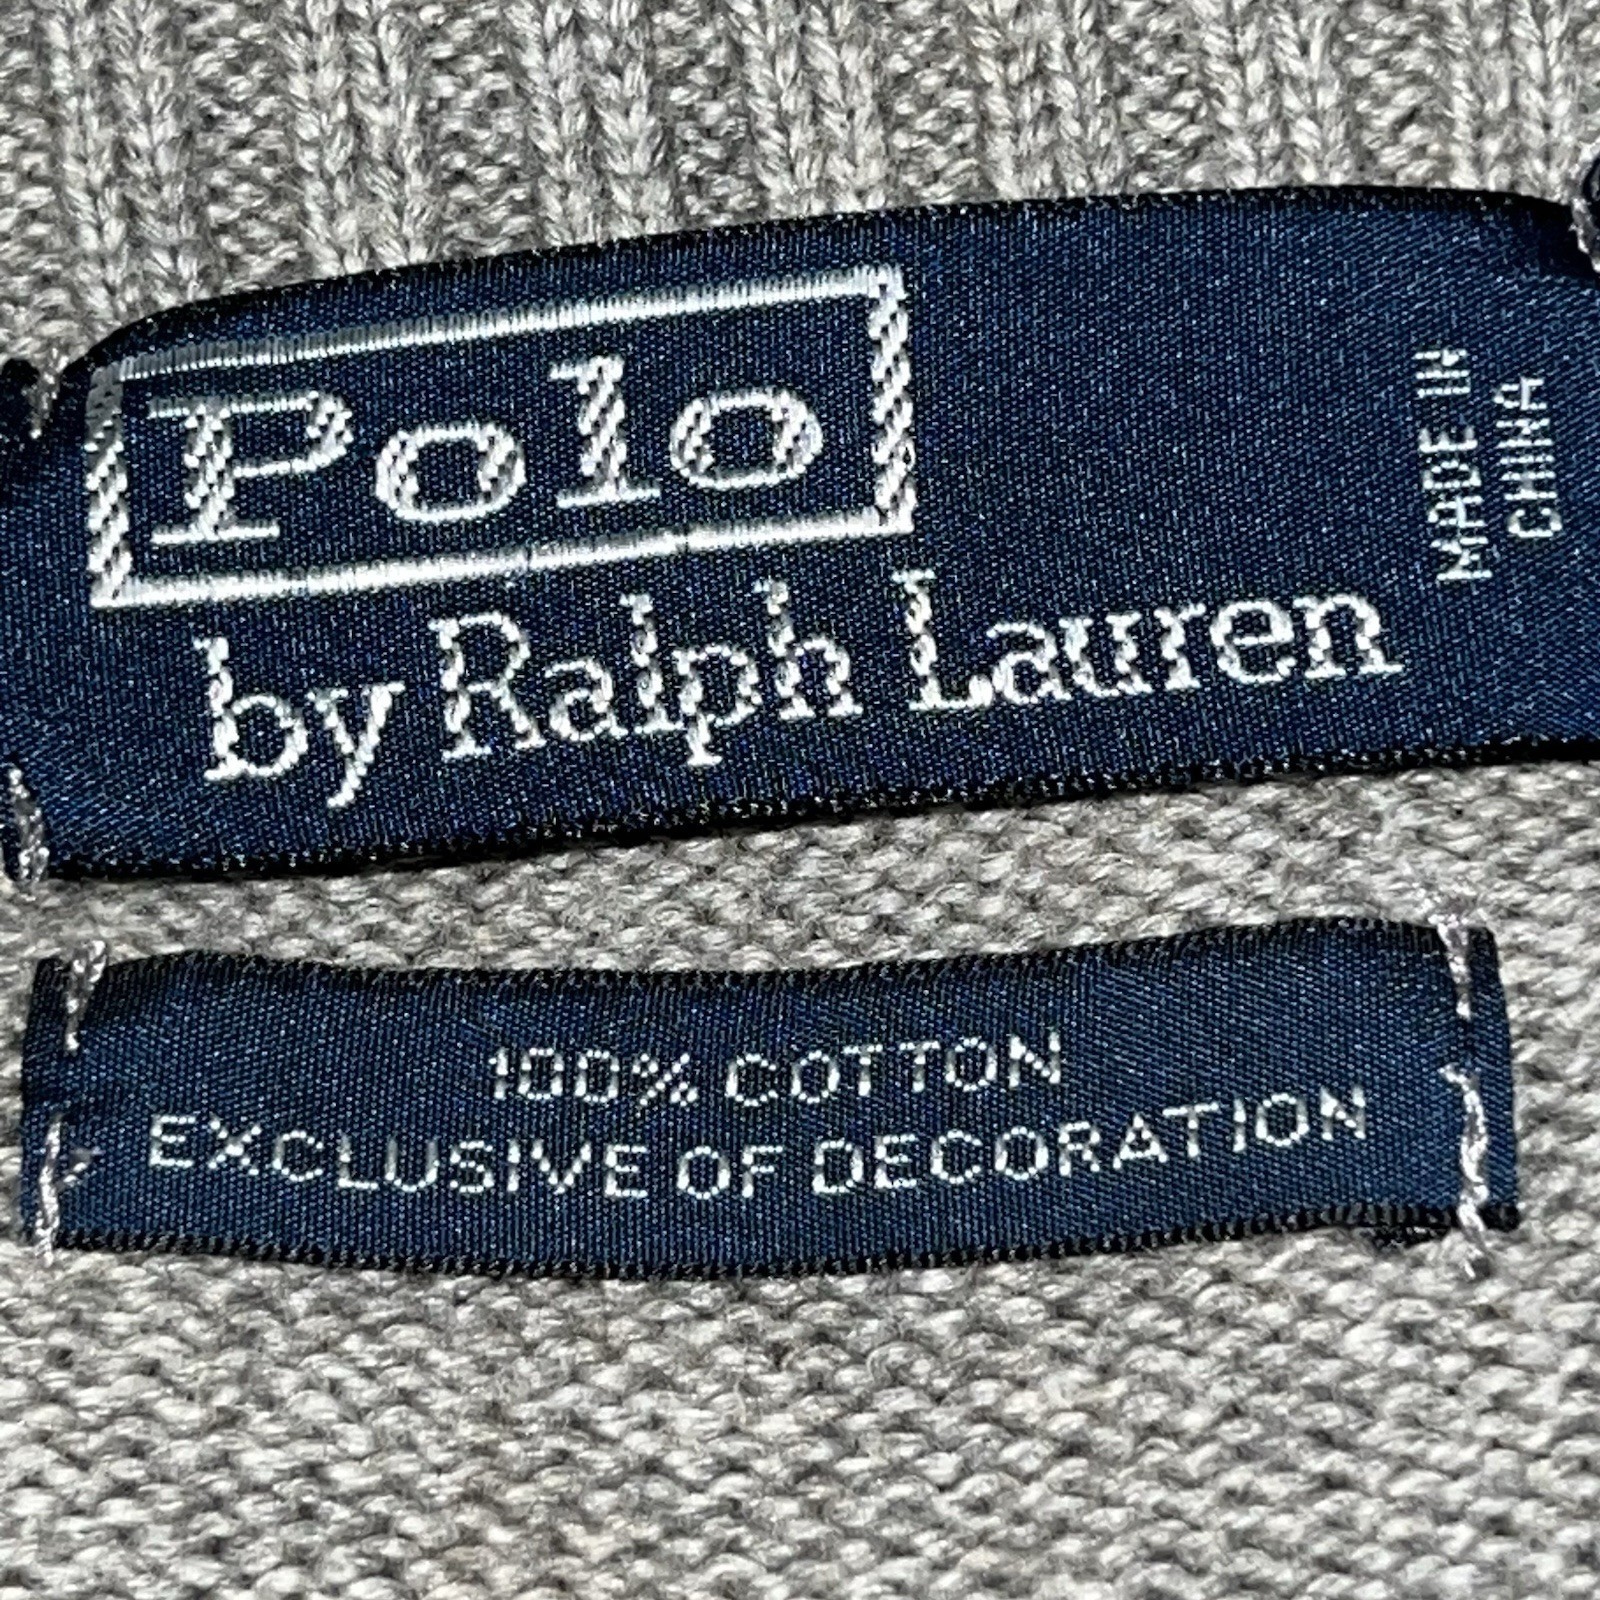 Polo
by Ralph Lauren
MADE IN
CHINA
100% COTTON
EXCLUSIVE OF DECORATION